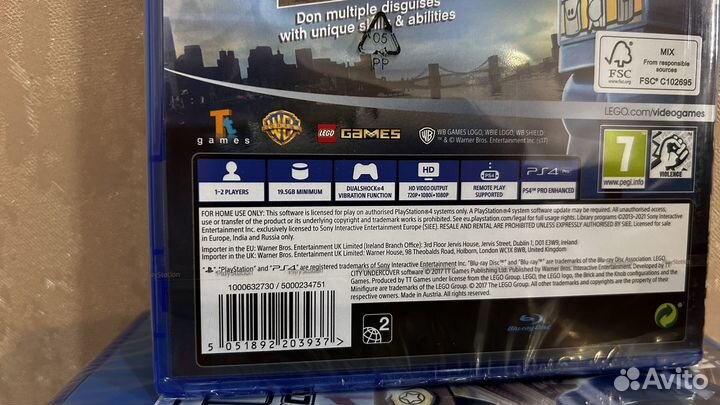 Don multiple disguises
with unique skills & abilities
05
PP
FSC
www.fsc.org
MIX
From responsible
sources
FSC® C102695
LEGO.com/videogames
Tt
games
WB
LEGO GAMES
WB GAMES LOGO, WBIE LOGO, WB SHIELD:
™ & © Warner Bros. Entertainment Inc. (s17)
7
www.pegi.info
VIOLENCE
1-2 PLAYERS
19.5GB MINIMUM
DUALSHOCK®4
VIBRATION FUNCTION
HD
HD VIDEO OUTPUT
720P•1080i•1080P
PS4
REMOTE PLAY
SUPPORTED
PS4 Pro
PS4™ PRO ENHANCED
FOR HOME USE ONLY: This software is licensed for play on authorised PlayStation®4 systems only. A PlayStation®4 system software update may be required. All unauthorised access,
use or transfer of the product or its underlying copyright and trademark works is prohibited. See eu.playstation.com/legal for full usage rights. Library programs ©2013-2021 Sony Interactive
Entertainment Inc. exclusively licensed to Sony Interactive Entertainment Europe (SIEE). RESALE AND RENTAL ARE PROHIBITED UNLESS EXPRESSLY AUTHORISED BY SIEE. Licensed for sale only in
Europe, India and Russia only.
Importer in the EU: Warner Bros. Entertainment UK Limited (Ireland Branch Office): 3rd Floor Jervis House, Jervis Street, Dublin 1, D01 E3W9, Ireland
Importer in the UK: Warner Bros. Entertainment UK Limited, Warner House, 98 Theobalds Road, Holborn, London WC1X 8WB, United Kingdom
"PlayStation" and "PS4" are registered trademarks of Sony Interactive Entertainment Inc. "Blu-ray Disc™" and "Blu-ray™" are trademarks of the Blu-ray Disc Association.
CITY UNDERCOVER software © 2017 TT Games Publishing Ltd. Published by Warner Bros. Interactive Entertainment. Developed by TT
Games. Produced by TT Games under license from the LEGO Group. LEGO, the LEGO logo, the Brick and the Knob configurations and the
Minifigure are trademarks of the LEGO Group. © 2017 The LEGO Group. All other trademarks and copyrights are the property of their
respective owners. Made in Austria. All rights reserved.
1000632730 / 5000234751
5 051892 203937 >
2
Blu-ray Disc
Avito